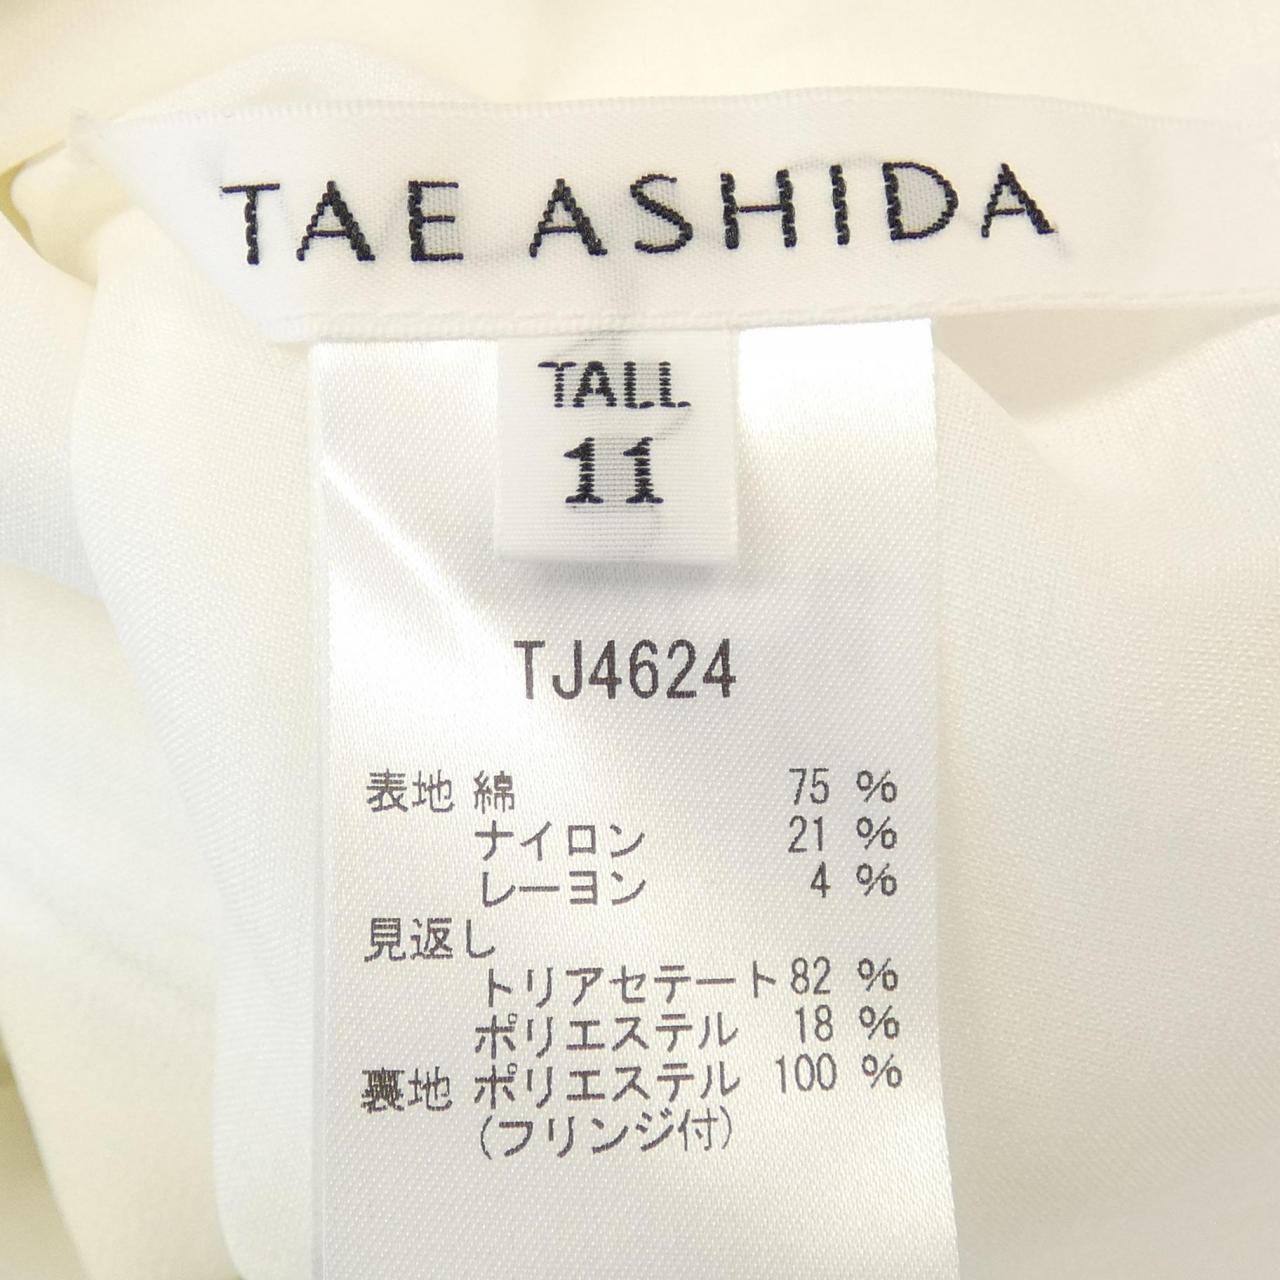 TAE ASHIDA
TALL
11
TJ4624
表地 綿 75 %
ナイロン 21 %
レーヨン 4 %
見返し
トリアセテート 82 %
ポリエステル 18 %
裏地 ポリエステル 100 %
(フリンジ付)